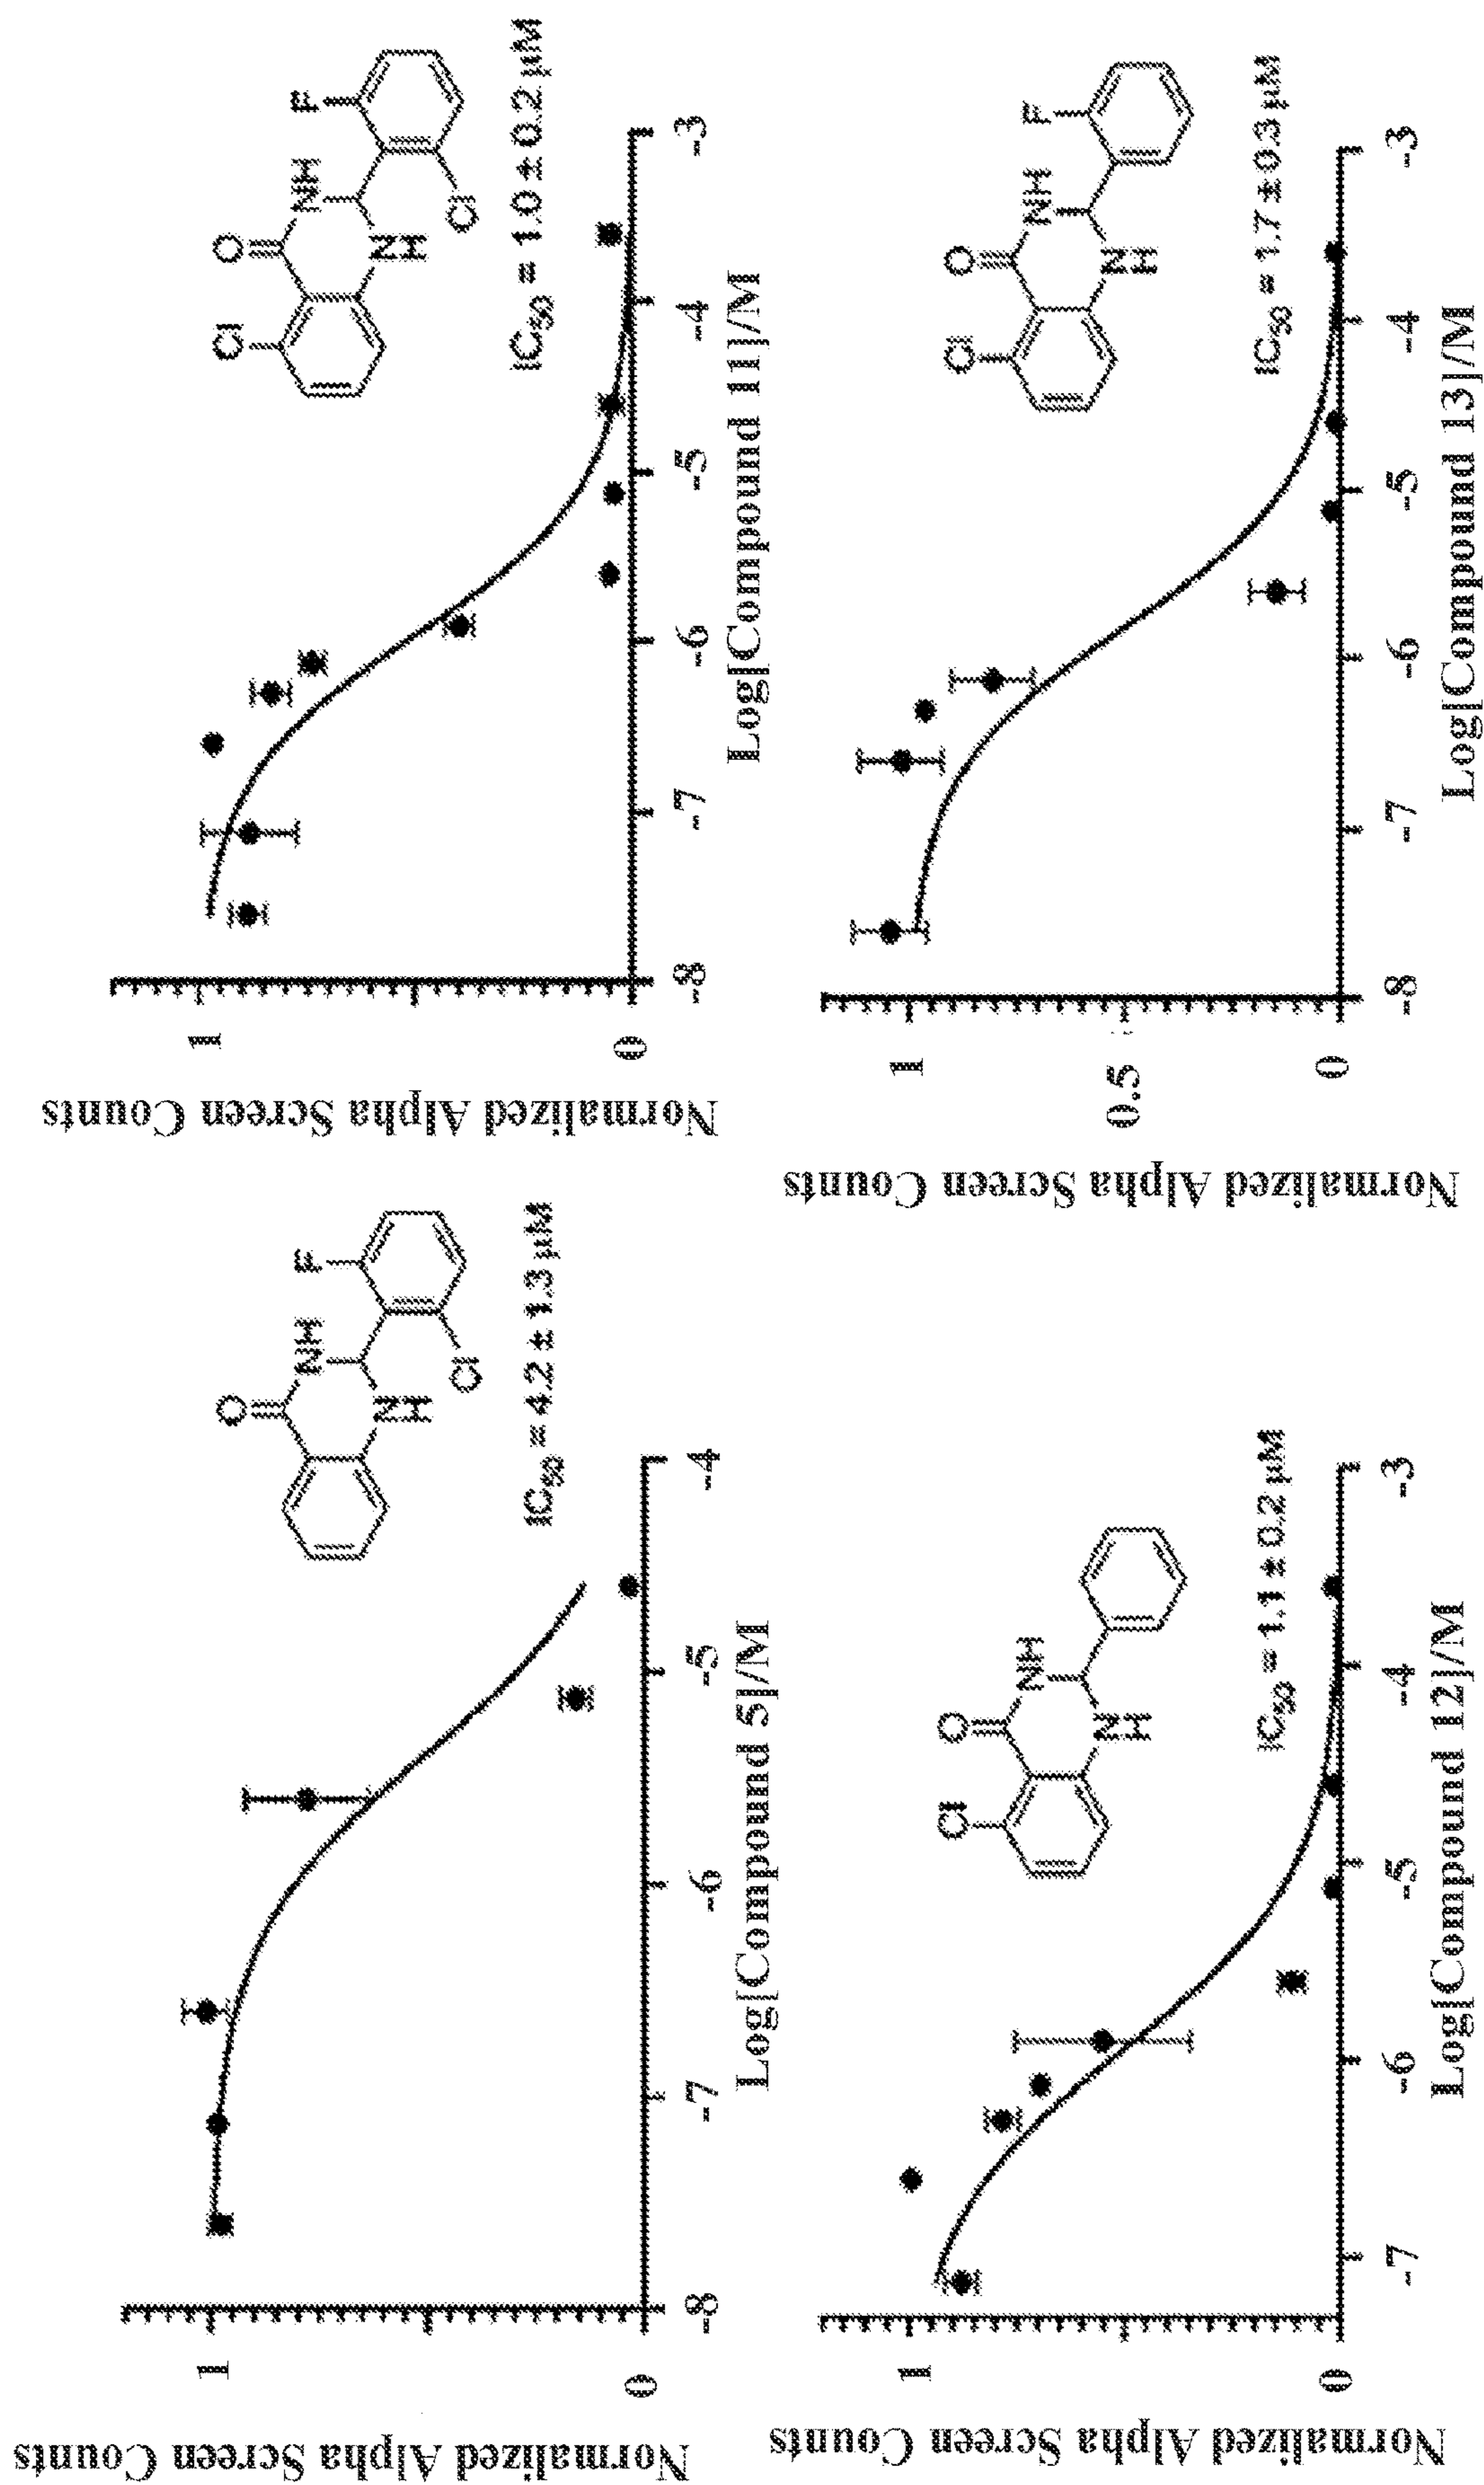 Normalized Alpha Screen Counts
1
0
-8
-7
-6
-5
-4
Log[Compound 5]/M
O
NH
N
H
F
Cl
IC50 = 4.2 ± 1.3 µM
Normalized Alpha Screen Counts
1
0
-8
-7
-6
-5
-4
-3
Log[Compound 11]/M
Cl
O
NH
N
H
F
Cl
IC50 = 1.0 ± 0.2 µM
Normalized Alpha Screen Counts
1
0
-7
-6
-5
-4
-3
Log[Compound 12]/M
Cl
O
NH
N
H
IC50 = 1.1 ± 0.2 µM
Normalized Alpha Screen Counts
1
0.5
0
-8
-7
-6
-5
-4
-3
Log[Compound 13]/M
Cl
O
NH
N
H
F
IC50 = 1.7 ± 0.3 µM